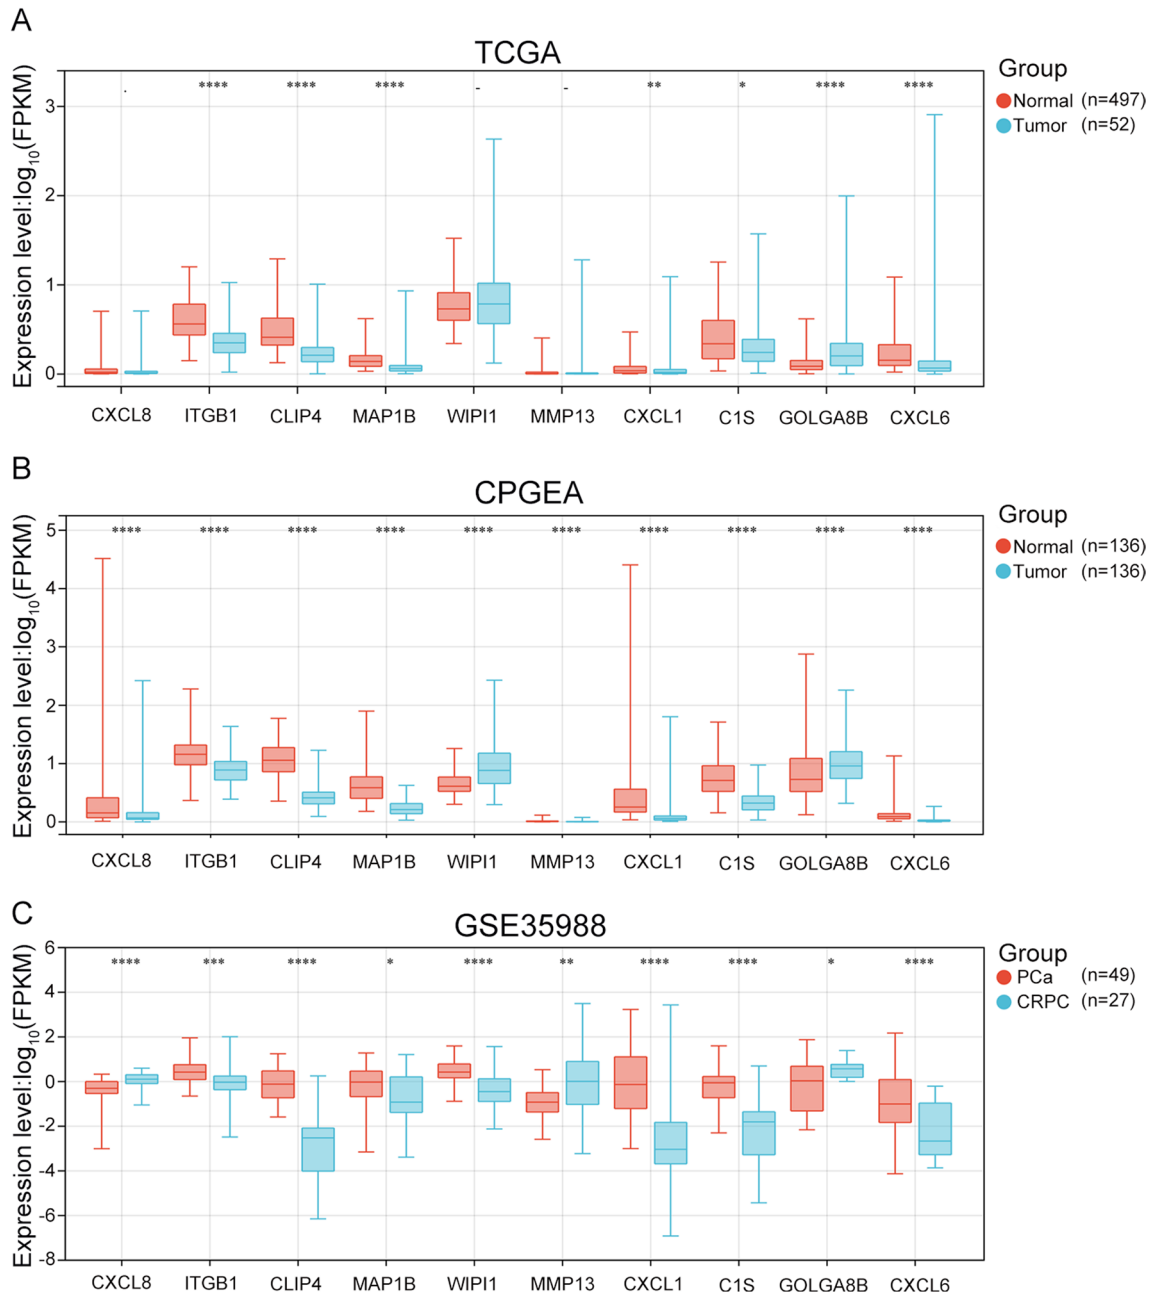 A
TCGA
Expression level:log10(FPKM)
. **** **** **** - - ** * **** ****
3
2
1
0
CXCL8 ITGB1 CLIP4 MAP1B WIPI1 MMP13 CXCL1 C1S GOLGA8B CXCL6
Group
Normal (n=497)
Tumor (n=52)
B
CPGEA
Expression level:log10(FPKM)
**** **** **** **** **** **** **** **** **** ****
5
4
3
2
1
0
CXCL8 ITGB1 CLIP4 MAP1B WIPI1 MMP13 CXCL1 C1S GOLGA8B CXCL6
Group
Normal (n=136)
Tumor (n=136)
C
GSE35988
Expression level:log10(FPKM)
**** *** **** * **** ** **** **** * ****
6
4
2
0
-2
-4
-6
-8
CXCL8 ITGB1 CLIP4 MAP1B WIPI1 MMP13 CXCL1 C1S GOLGA8B CXCL6
Group
PCa (n=49)
CRPC (n=27)